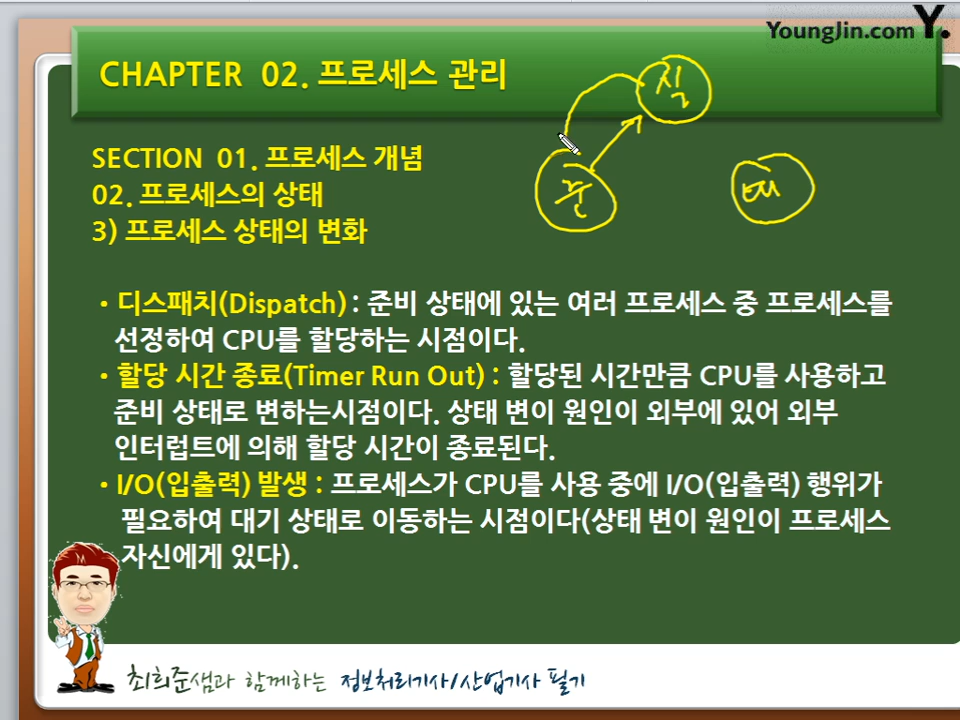 YoungJin.com Y.
CHAPTER 02. 프로세스 관리
실
SECTION 01. 프로세스 개념
준
대
02. 프로세스의 상태
3) 프로세스 상태의 변화
• 디스패치(Dispatch) : 준비 상태에 있는 여러 프로세스 중 프로세스를
선정하여 CPU를 할당하는 시점이다.
• 할당 시간 종료(Timer Run Out) : 할당된 시간만큼 CPU를 사용하고
준비 상태로 변하는시점이다. 상태 변이 원인이 외부에 있어 외부
인터럽트에 의해 할당 시간이 종료된다.
• I/O(입출력) 발생 : 프로세스가 CPU를 사용 중에 I/O(입출력) 행위가
필요하여 대기 상태로 이동하는 시점이다(상태 변이 원인이 프로세스
자신에게 있다).
최희준샘과 함께하는 정보처리기사/산업기사 필기